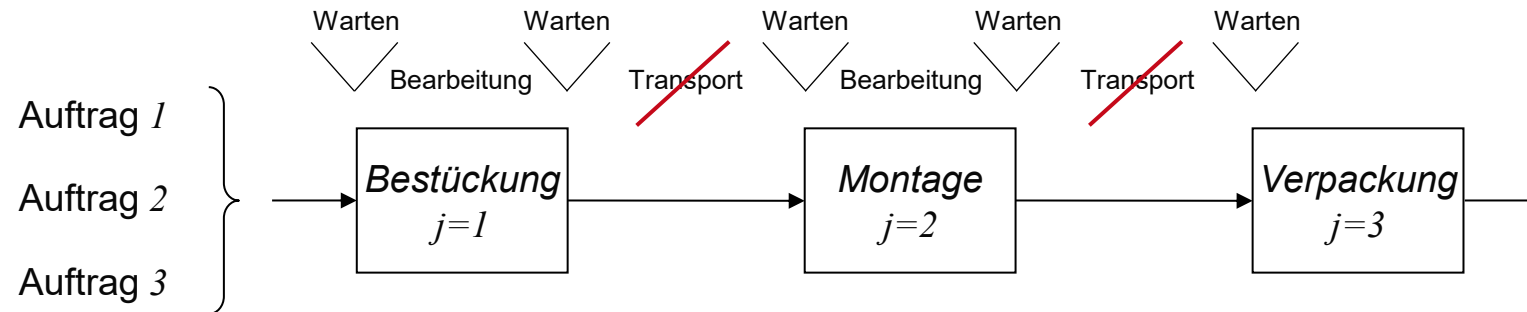 Warten Warten Warten Warten Warten
Bearbeitung Transport Bearbeitung Transport
Auftrag 1
Auftrag 2
Auftrag 3
Bestückung
j=1
Montage
j=2
Verpackung
j=3